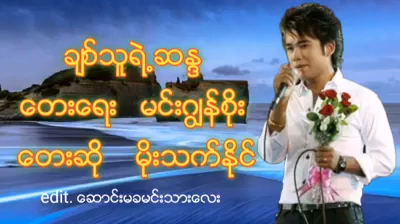 ချစ်သူရဲ့ဆန္ဒ
တေးရေး မင်းဂျွန်စိုး
တေးဆို မိုးသက်နိုင်
edit. ဆောင်းမခမင်းသားလေး